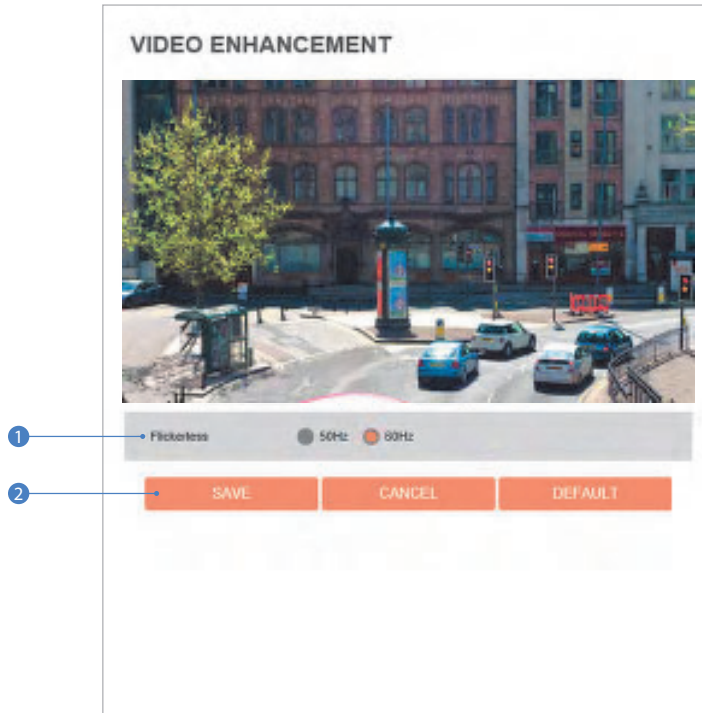 VIDEO ENHANCEMENT
1
Flickerless 50Hz 60Hz
2
SAVE CANCEL DEFAULT